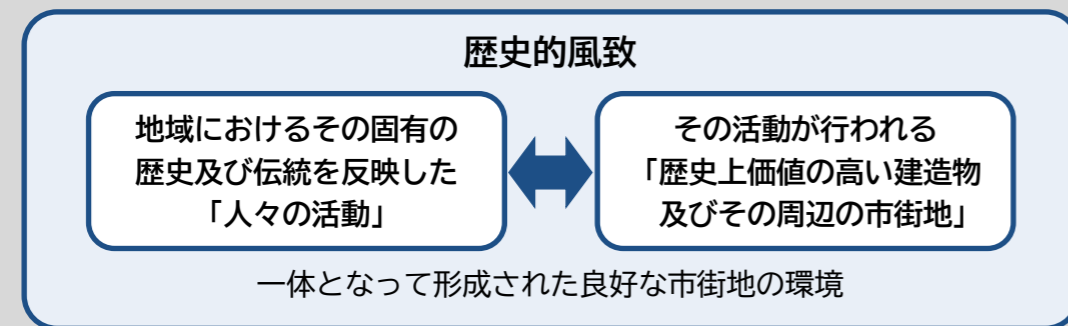 歴史的風致
地域におけるその固有の
歴史及び伝統を反映した
「人々の活動」
その活動が行われる
「歴史上価値の高い建造物
及びその周辺の市街地」
一体となって形成された良好な市街地の環境